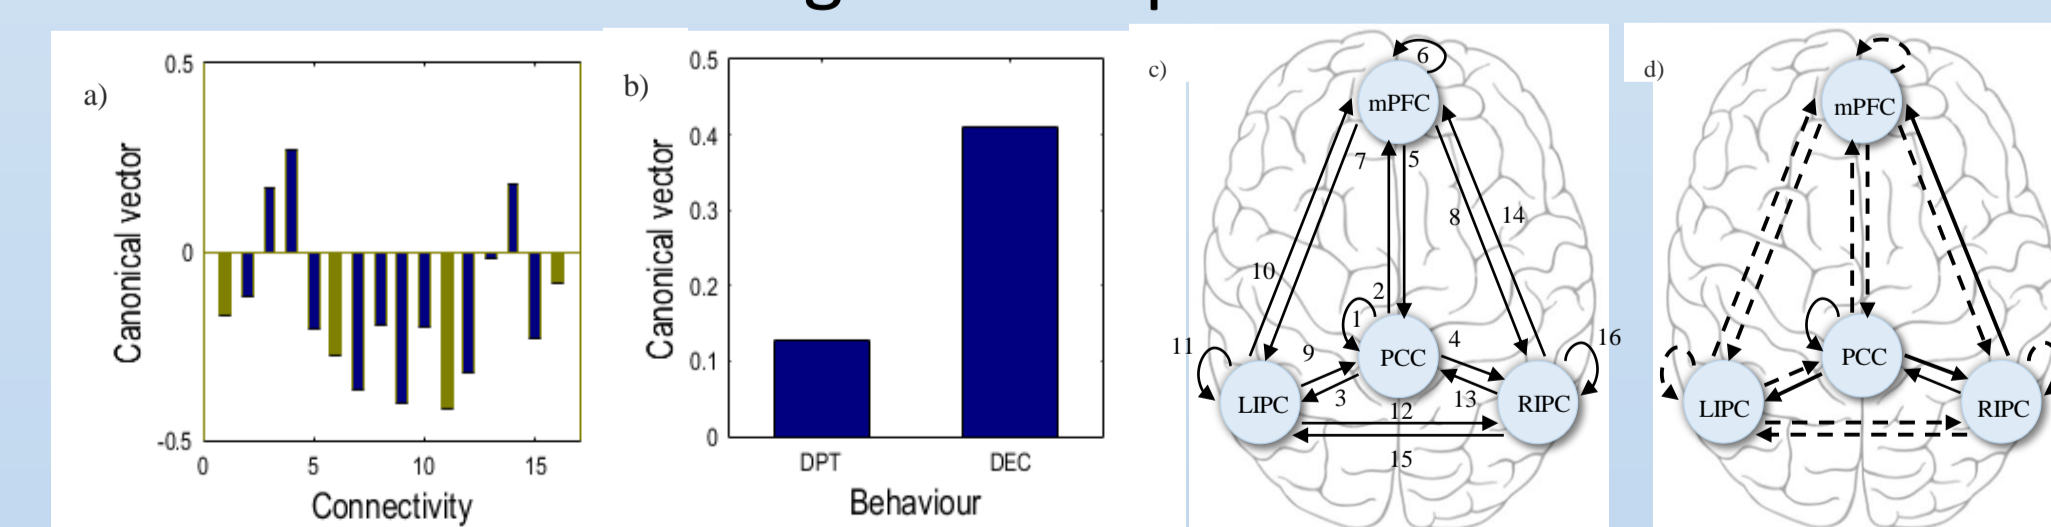 a)
0.5
0
-0.5
0
5
10
15
Canonical vector
Connectivity
b)
0.5
0.4
0.3
0.2
0.1
0
Canonical vector
DPT
DEC
Behaviour
c)
6
mPFC
7
5
8
14
10
2
1
4
16
11
9
PCC
3
13
LIPC
12
RIPC
15
d)
mPFC
PCC
LIPC
RIPC